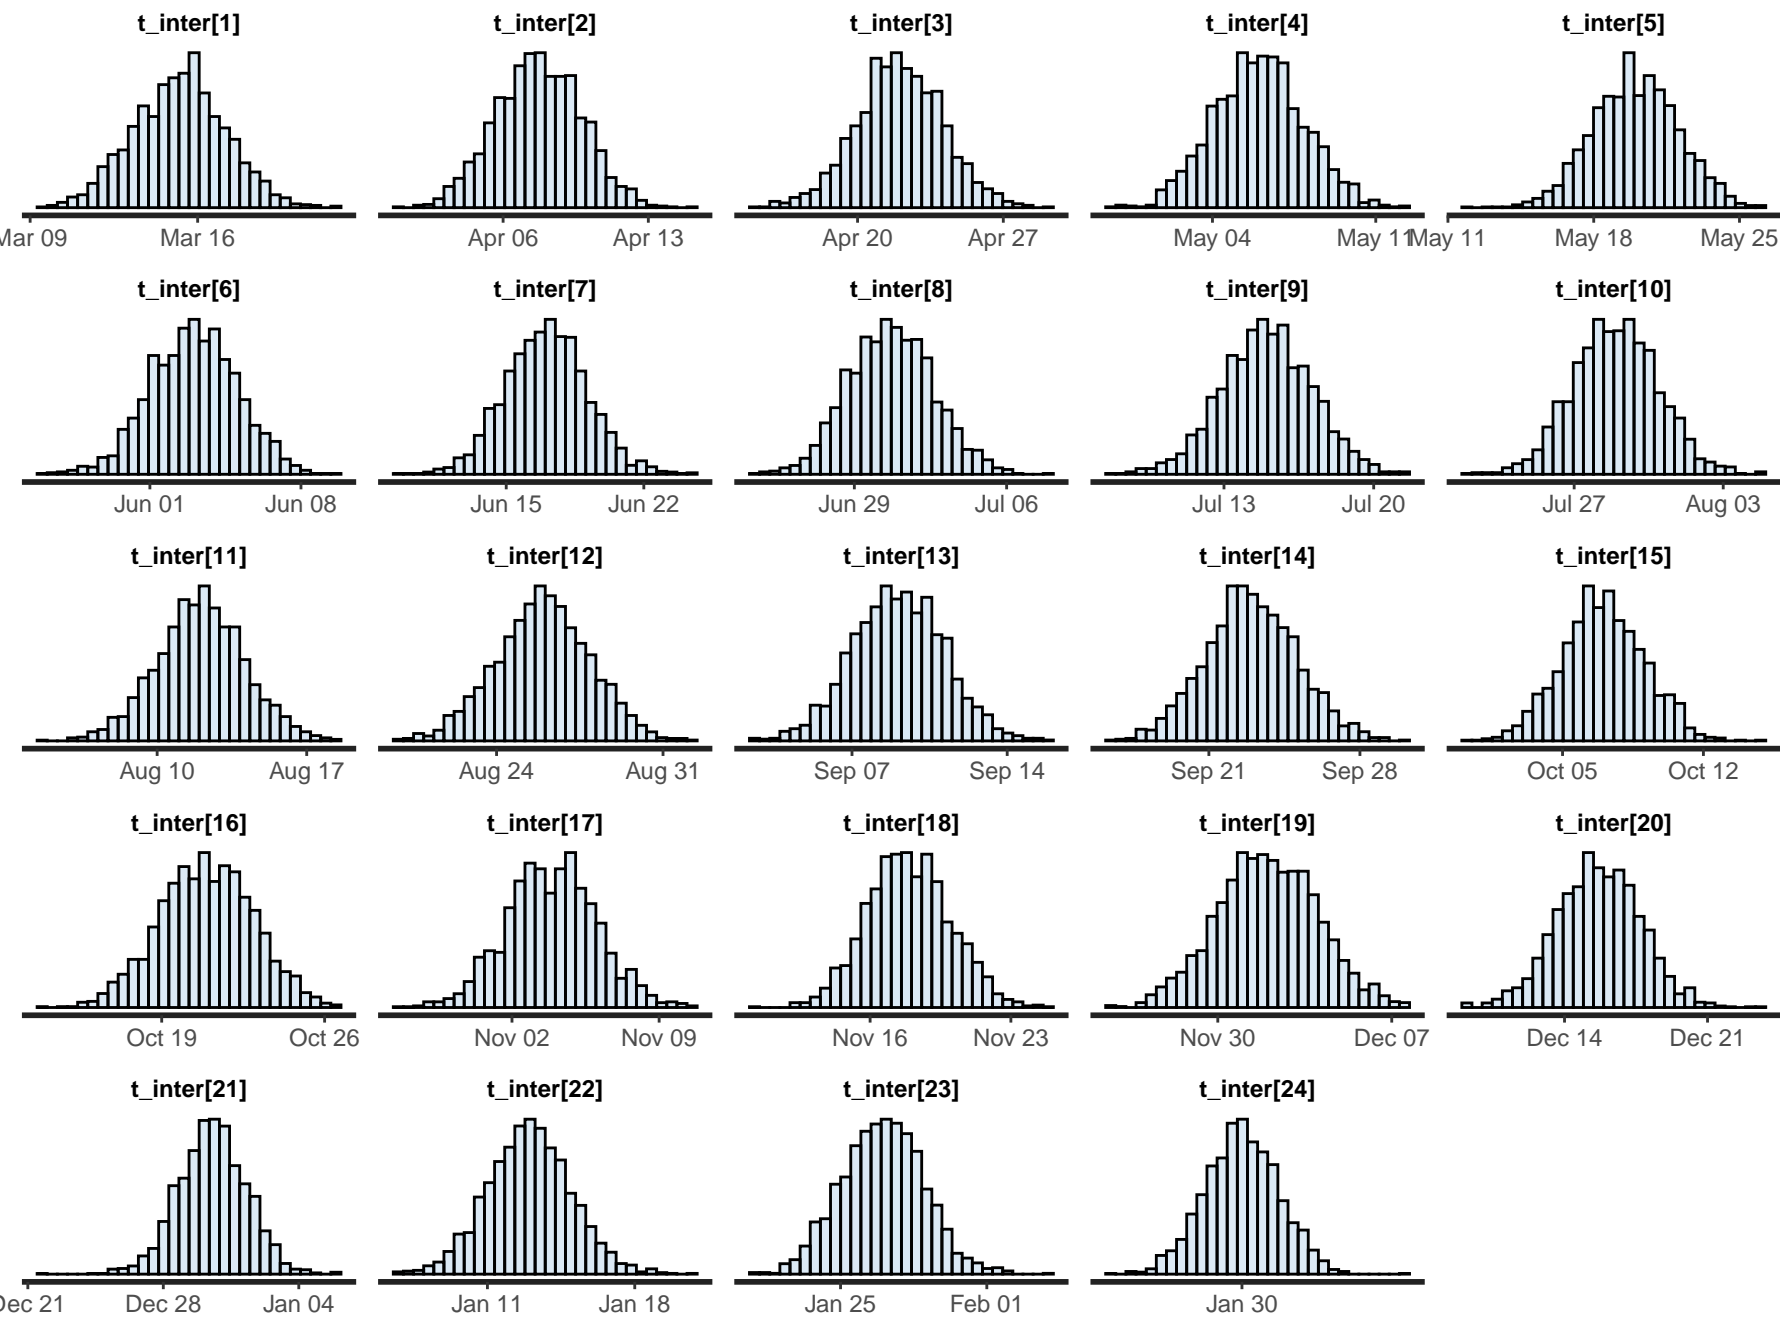 t_inter[1] t_inter[2] t_inter[3] t_inter[4] t_inter[5]
Mar 09 Mar 16 Apr 06 Apr 13 Apr 20 Apr 27 May 04 May 11 May 11 May 18 May 25
t_inter[6] t_inter[7] t_inter[8] t_inter[9] t_inter[10]
Jun 01 Jun 08 Jun 15 Jun 22 Jun 29 Jul 06 Jul 13 Jul 20 Jul 27 Aug 03
t_inter[11] t_inter[12] t_inter[13] t_inter[14] t_inter[15]
Aug 10 Aug 17 Aug 24 Aug 31 Sep 07 Sep 14 Sep 21 Sep 28 Oct 05 Oct 12
t_inter[16] t_inter[17] t_inter[18] t_inter[19] t_inter[20]
Oct 19 Oct 26 Nov 02 Nov 09 Nov 16 Nov 23 Nov 30 Dec 07 Dec 14 Dec 21
t_inter[21] t_inter[22] t_inter[23] t_inter[24]
Dec 21 Dec 28 Jan 04 Jan 11 Jan 18 Jan 25 Feb 01 Jan 30